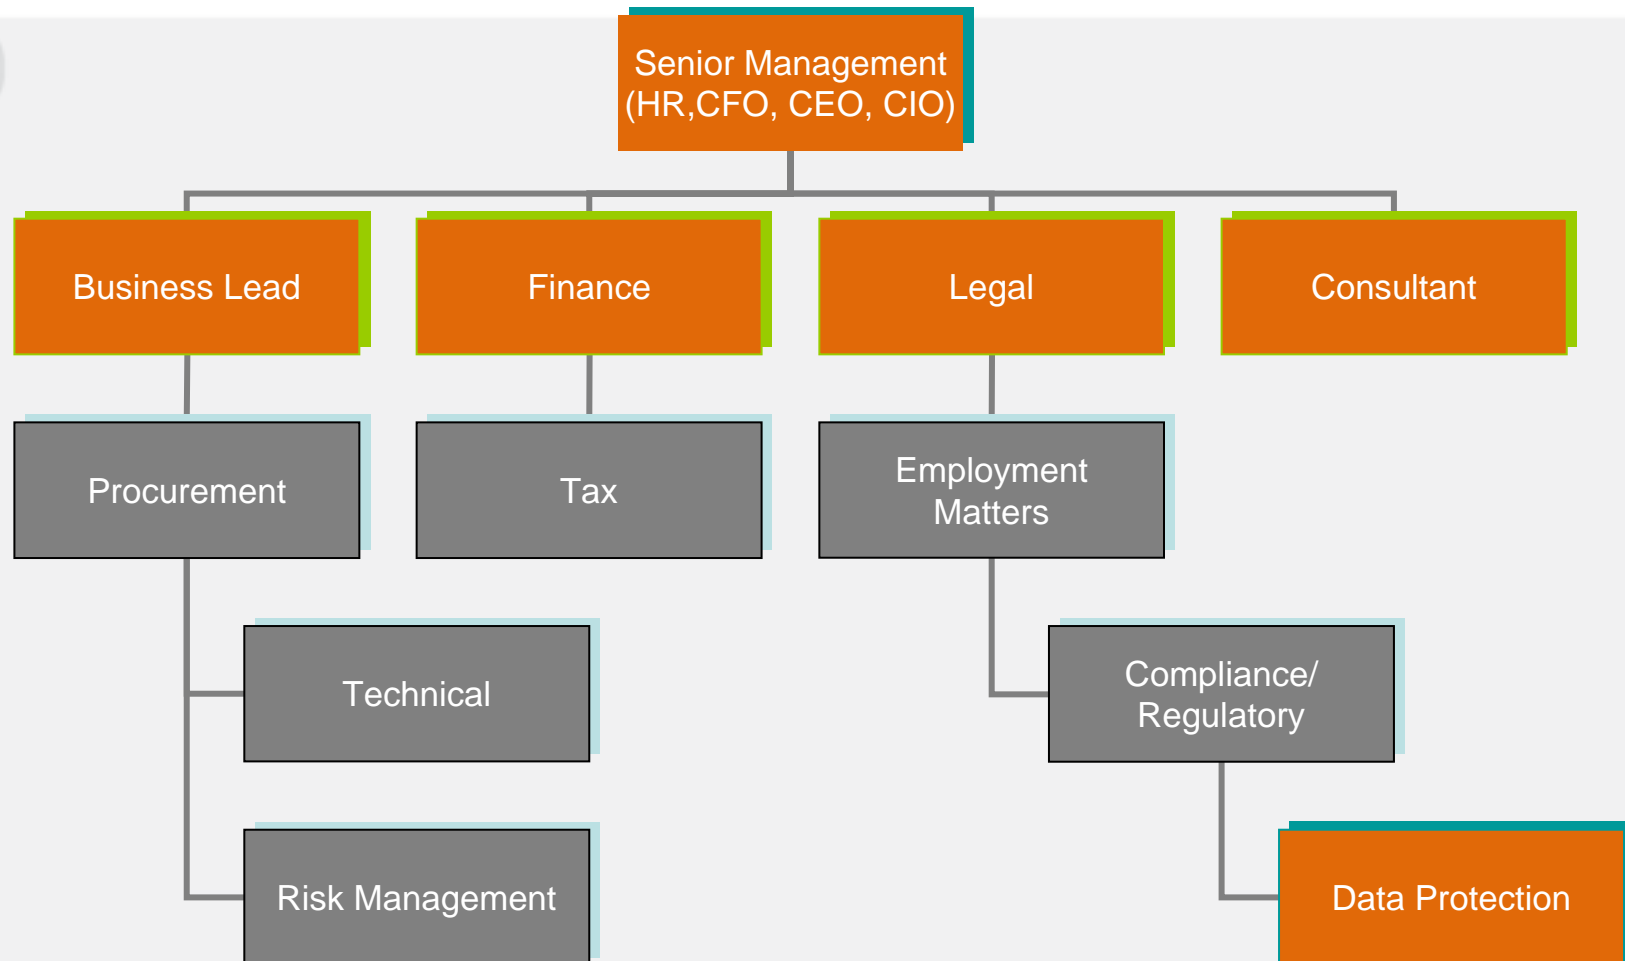 Senior Management
(HR,CFO, CEO, CIO)
Business Lead
Finance
Legal
Consultant
Procurement
Tax
Employment
Matters
Technical
Compliance/
Regulatory
Risk Management
Data Protection